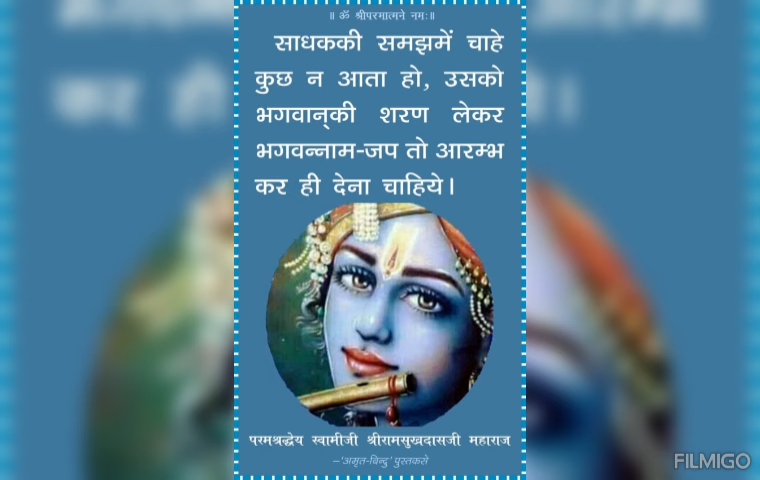 ॥ ॐ श्रीपरमात्मने नमः॥
साधककी समझमें चाहे
कुछ न आता हो, उसको
भगवान्‌की शरण लेकर
भगवन्नाम-जप तो आरम्भ
कर ही देना चाहिये।
परमश्रद्धेय स्वामीजी श्रीरामसुखदासजी महाराज
–'अमृत-बिन्दु' पुस्तकसे
FILMIGO